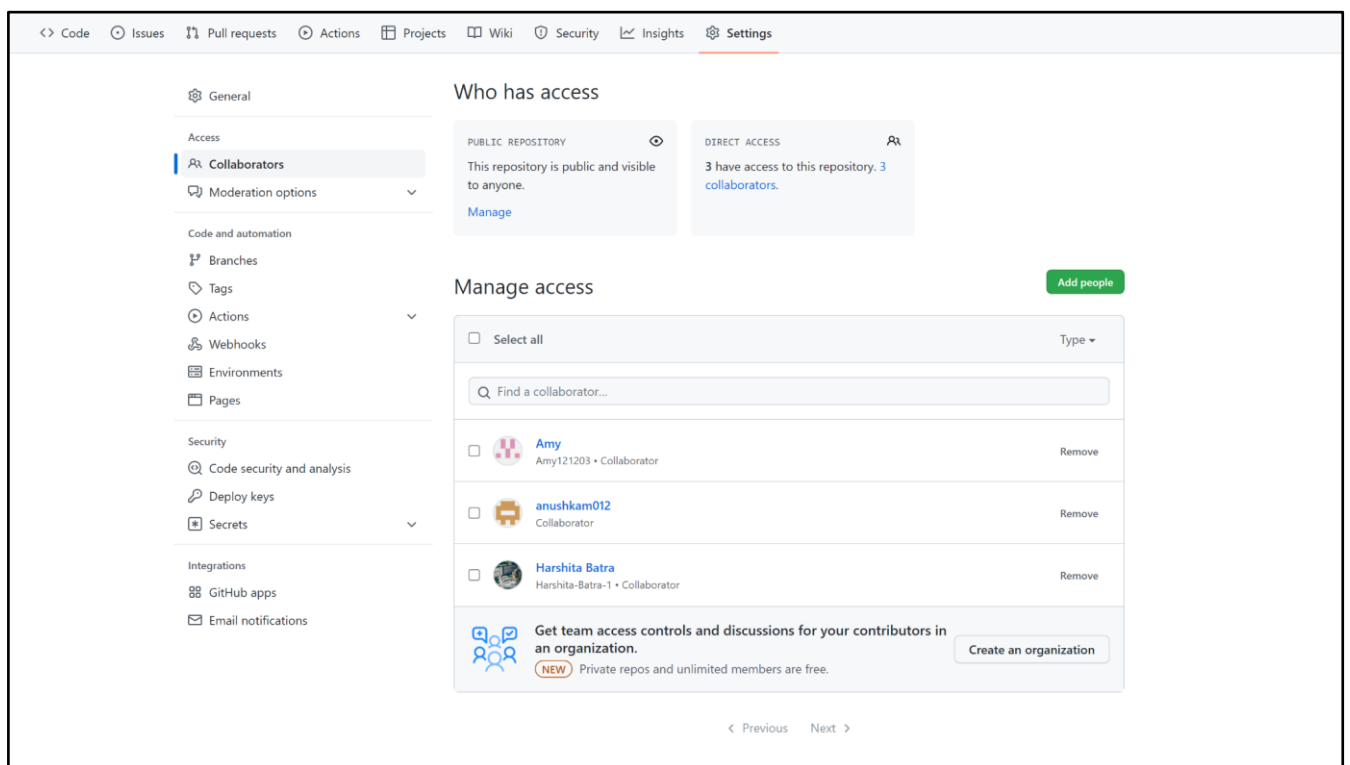 Code Issues Pull requests Actions Projects Wiki Security Insights Settings
General
Access
Collaborators
Moderation options
Code and automation
Branches
Tags
Actions
Webhooks
Environments
Pages
Security
Code security and analysis
Deploy keys
Secrets
Integrations
GitHub apps
Email notifications
Who has access
PUBLIC REPOSITORY
This repository is public and visible
to anyone.
Manage
DIRECT ACCESS
3 have access to this repository. 3
collaborators.
Manage access
Add people
Select all
Type
Find a collaborator...
Amy
Amy121203 • Collaborator
Remove
anushkam012
Collaborator
Remove
Harshita Batra
Harshita-Batra-1 • Collaborator
Remove
Get team access controls and discussions for your contributors in
an organization.
NEW Private repos and unlimited members are free.
Create an organization
Previous Next